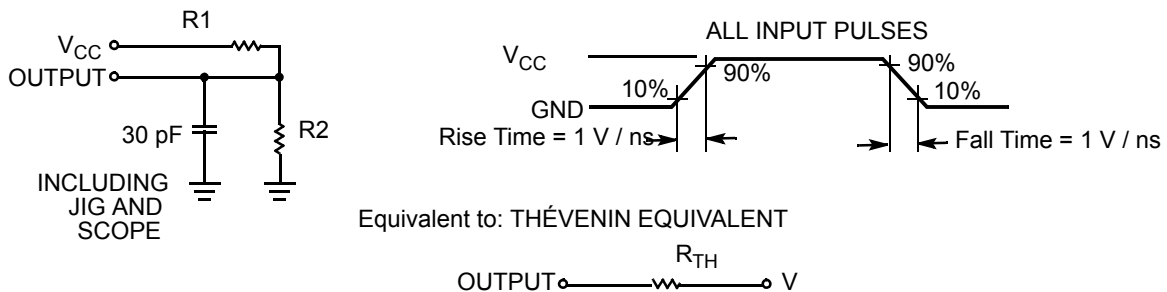 R1
VCC
OUTPUT
30 pF
R2
INCLUDING
JIG AND
SCOPE
ALL INPUT PULSES
VCC
GND
10%
90%
90%
10%
Rise Time = 1 V / ns
Fall Time = 1 V / ns
Equivalent to: THÉVENIN EQUIVALENT
RTH
OUTPUT
V